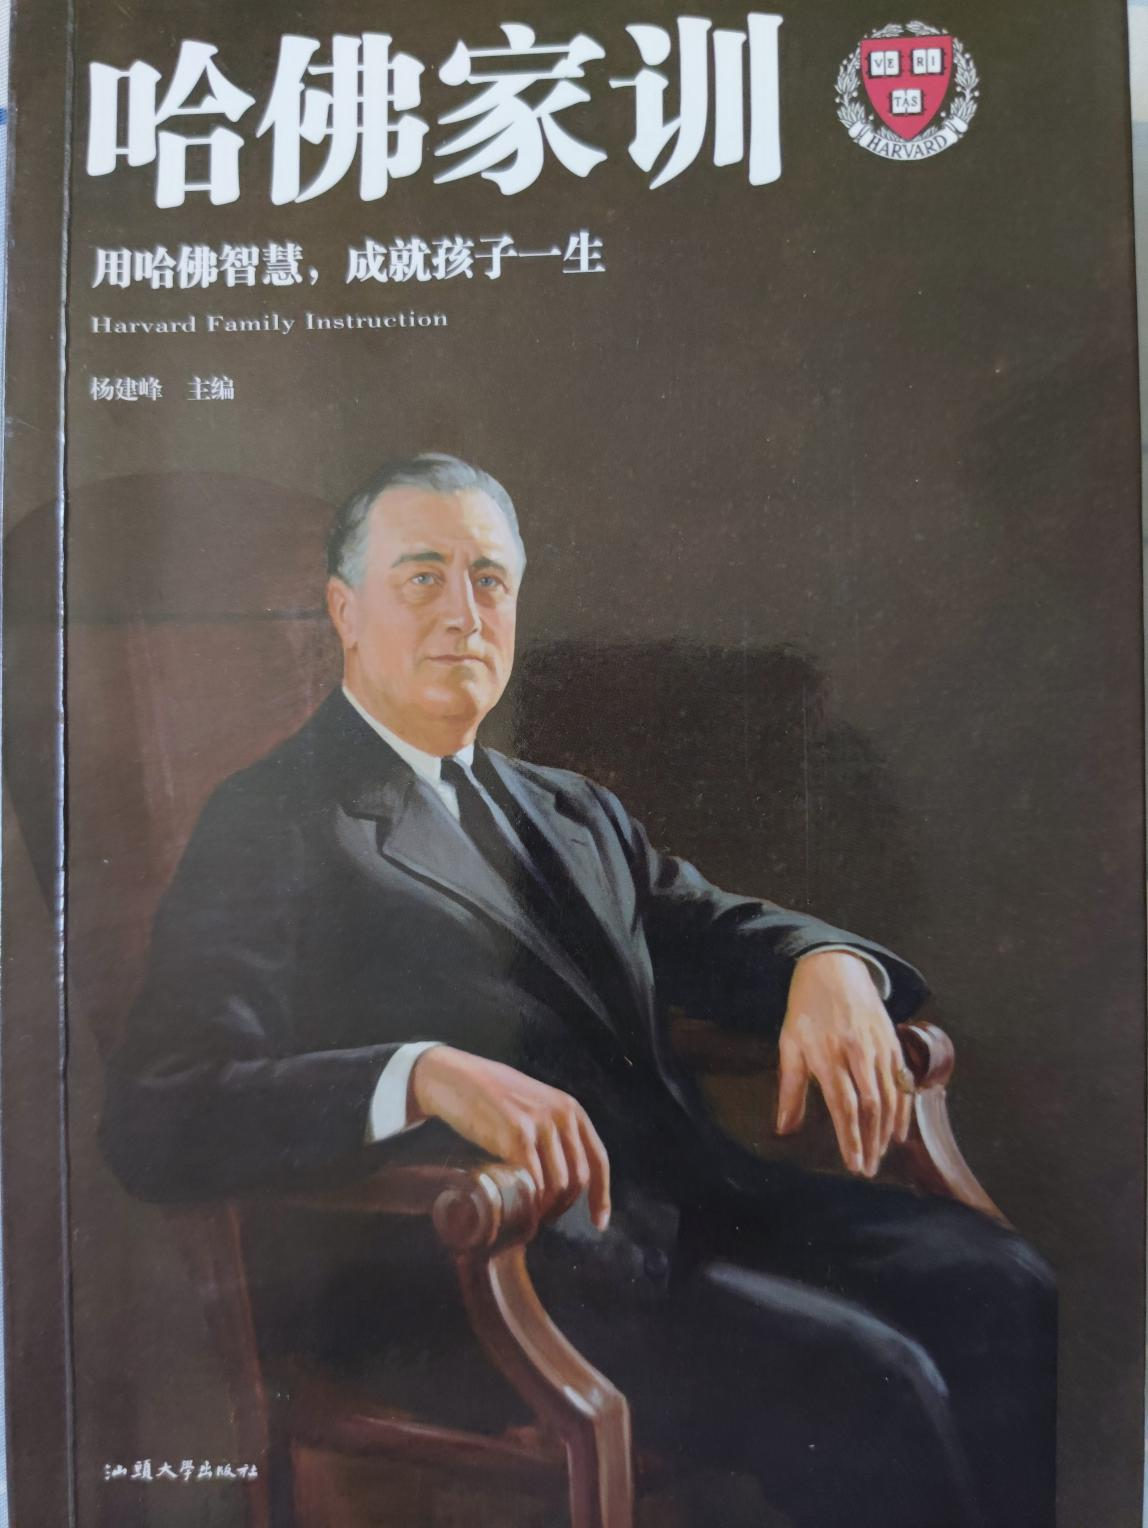 哈佛家训
VE RI
TAS
HARVARD
用哈佛智慧，成就孩子一生
Harvard Family Instruction
杨建峰 主编
汕頭大學出版社